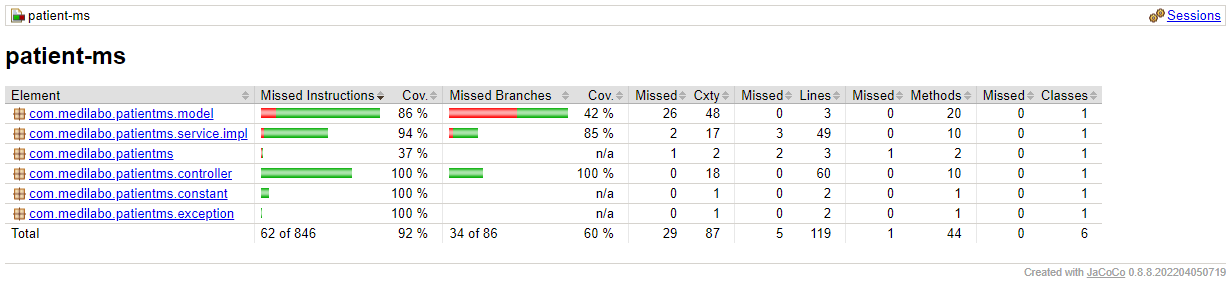 patient-ms Sessions
patient-ms
Element Missed Instructions Cov. Missed Branches Cov. Missed Cxty Missed Lines Missed Methods Missed Classes
com.medilabo.patientms.model 86 % 42 % 26 48 0 3 0 20 0 1
com.medilabo.patientms.service.impl 94 % 85 % 2 17 3 49 0 10 0 1
com.medilabo.patientms 37 % n/a 1 2 2 3 1 2 0 1
com.medilabo.patientms.controller 100 % 100 % 0 18 0 60 0 10 0 1
com.medilabo.patientms.constant 100 % n/a 0 1 0 2 0 1 0 1
com.medilabo.patientms.exception 100 % n/a 0 1 0 2 0 1 0 1
Total 62 of 846 92 % 34 of 86 60 % 29 87 5 119 1 44 0 6
Created with JaCoCo 0.8.8.202204050719